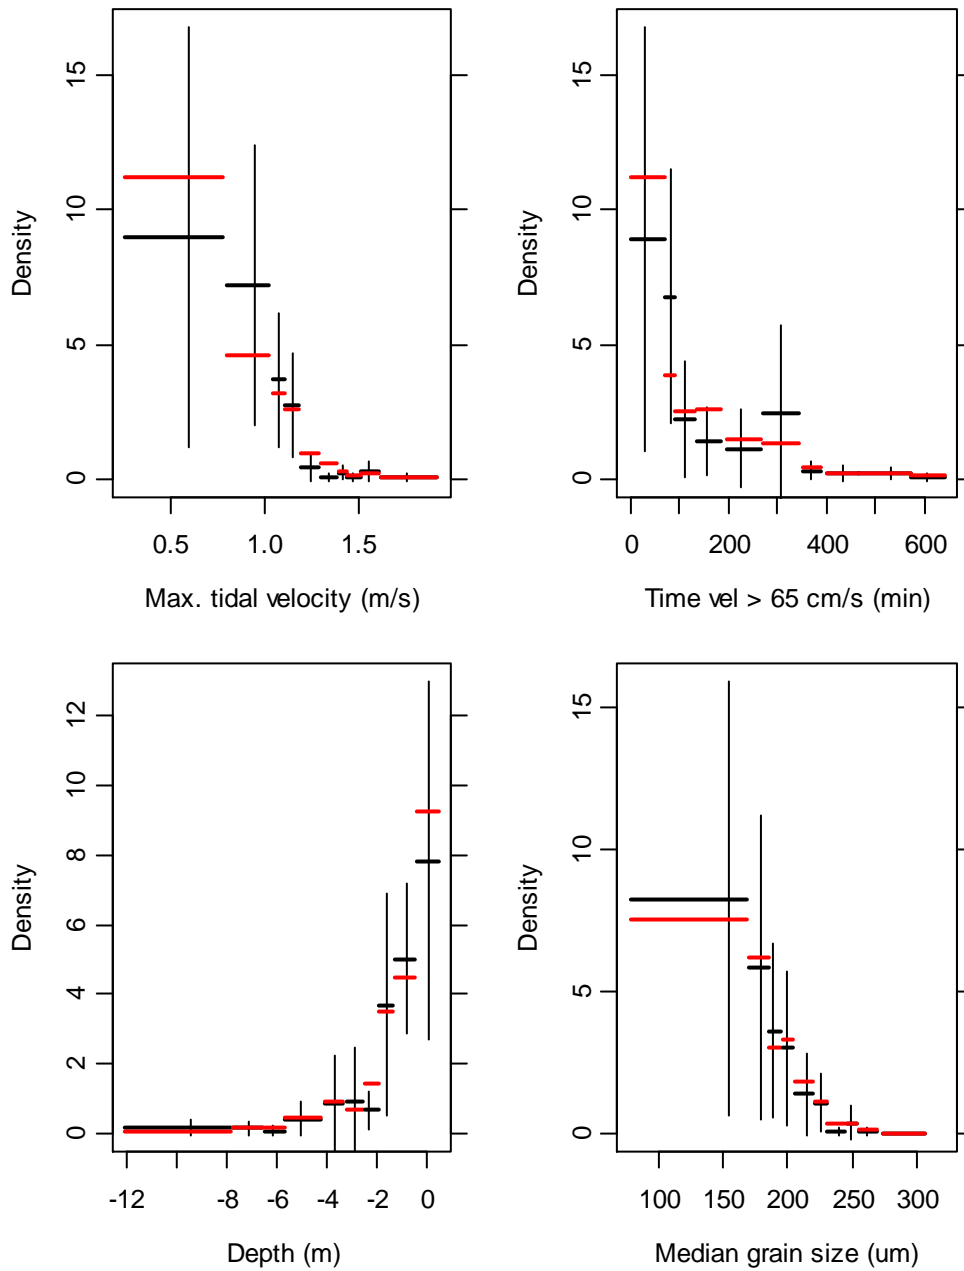 15
10
5
0
Density
0.5 1.0 1.5
Max. tidal velocity (m/s)
15
10
5
0
Density
0 200 400 600
Time vel > 65 cm/s (min)
12
10
8
6
4
2
0
Density
-12 -8 -6 -4 -2 0
Depth (m)
15
10
5
0
Density
100 150 200 250 300
Median grain size (um)